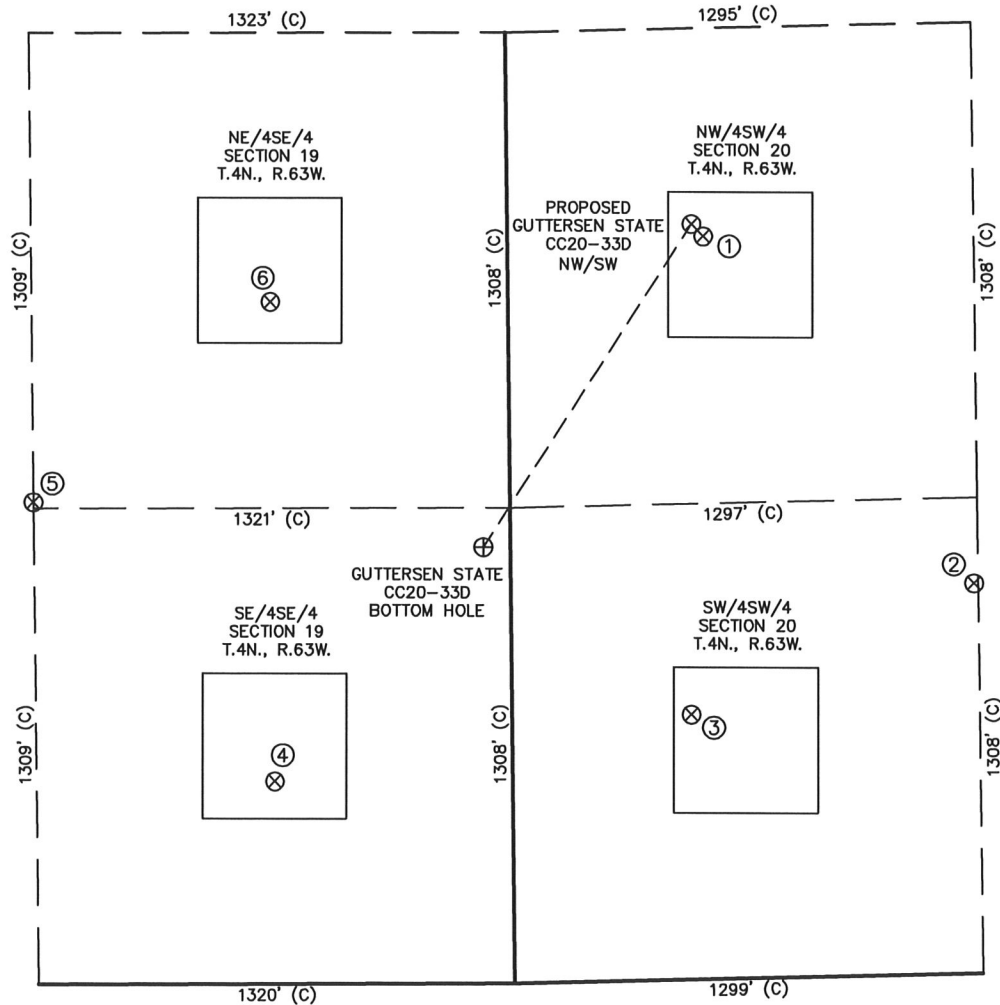 1323' (C)
1295' (C)
NE/4SE/4
SECTION 19
T.4N., R.63W.
NW/4SW/4
SECTION 20
T.4N., R.63W.
PROPOSED
GUTTERSEN STATE
CC20-33D
NW/SW
1
1309' (C)
1308' (C)
1308' (C)
6
5
1321' (C)
1297' (C)
GUTTERSEN STATE
CC20-33D
BOTTOM HOLE
2
SE/4SE/4
SECTION 19
T.4N., R.63W.
SW/4SW/4
SECTION 20
T.4N., R.63W.
3
4
1309' (C)
1308' (C)
1308' (C)
1320' (C)
1299' (C)